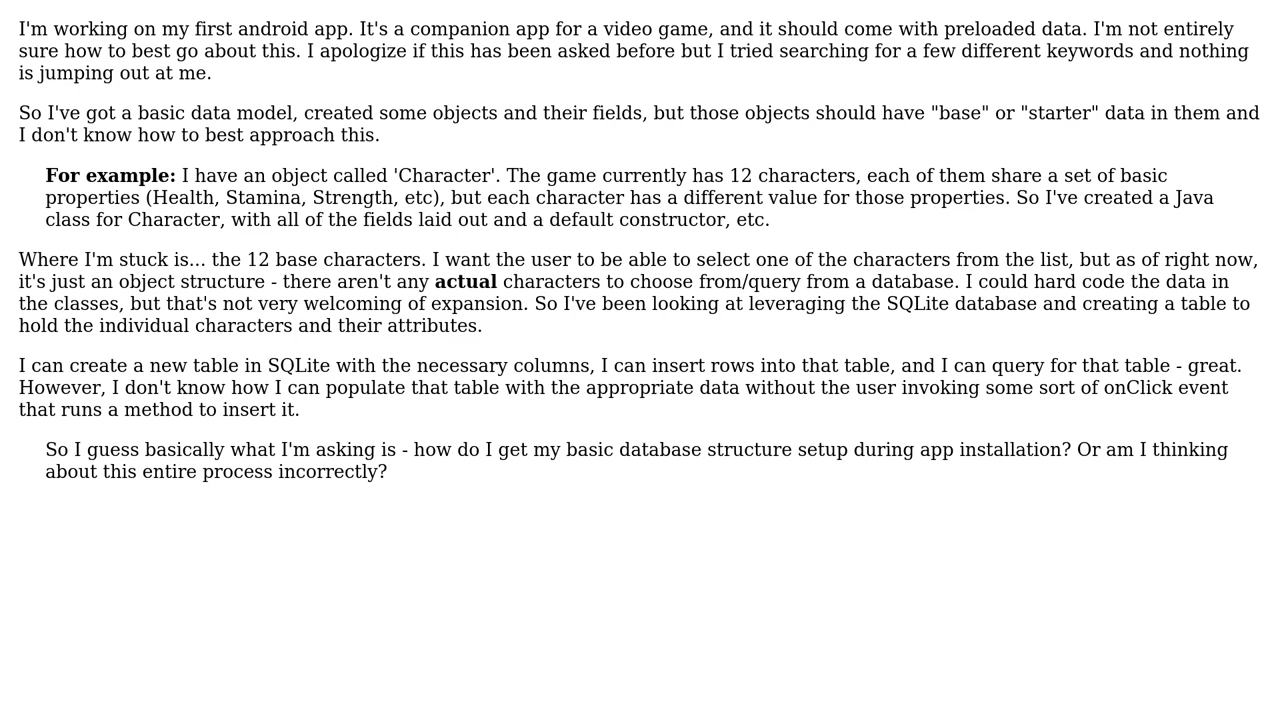 I'm working on my first android app. It's a companion app for a video game, and it should come with preloaded data. I'm not entirely
sure how to best go about this. I apologize if this has been asked before but I tried searching for a few different keywords and nothing
is jumping out at me.
So I've got a basic data model, created some objects and their fields, but those objects should have "base" or "starter" data in them and
I don't know how to best approach this.
For example: I have an object called 'Character'. The game currently has 12 characters, each of them share a set of basic
properties (Health, Stamina, Strength, etc), but each character has a different value for those properties. So I've created a Java
class for Character, with all of the fields laid out and a default constructor, etc.
Where I'm stuck is... the 12 base characters. I want the user to be able to select one of the characters from the list, but as of right now,
it's just an object structure - there aren't any actual characters to choose from/query from a database. I could hard code the data in
the classes, but that's not very welcoming of expansion. So I've been looking at leveraging the SQLite database and creating a table to
hold the individual characters and their attributes.
I can create a new table in SQLite with the necessary columns, I can insert rows into that table, and I can query for that table - great.
However, I don't know how I can populate that table with the appropriate data without the user invoking some sort of onClick event
that runs a method to insert it.
So I guess basically what I'm asking is - how do I get my basic database structure setup during app installation? Or am I thinking
about this entire process incorrectly?